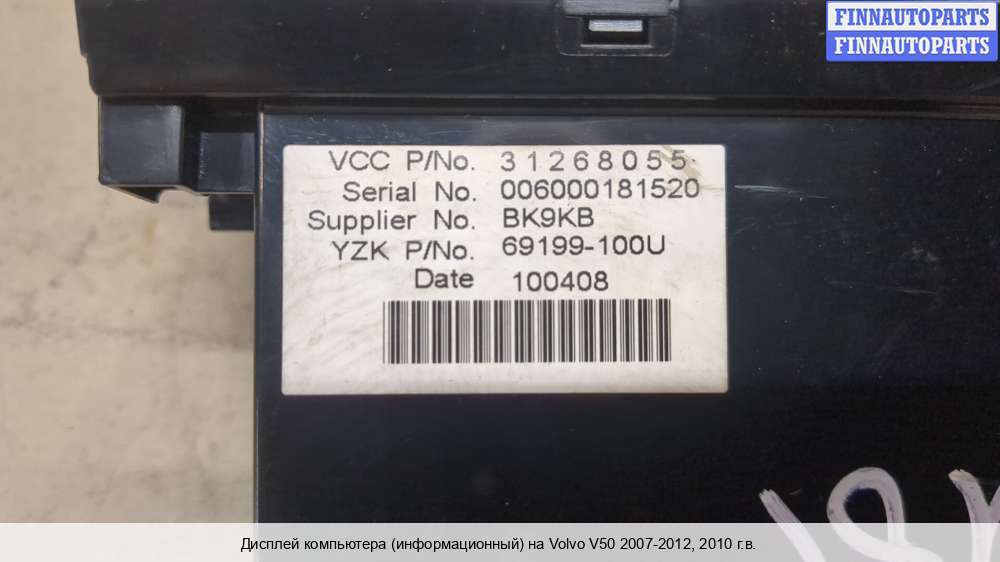 FINNAUTOPARTS
FINNAUTOPARTS
VCC P/No. 31268055
Serial No. 006000181520
Supplier No. BK9KB
YZK P/No. 69199-100U
Date 100408
Дисплей компьютера (информационный) на Volvo V50 2007-2012, 2010 г.в.